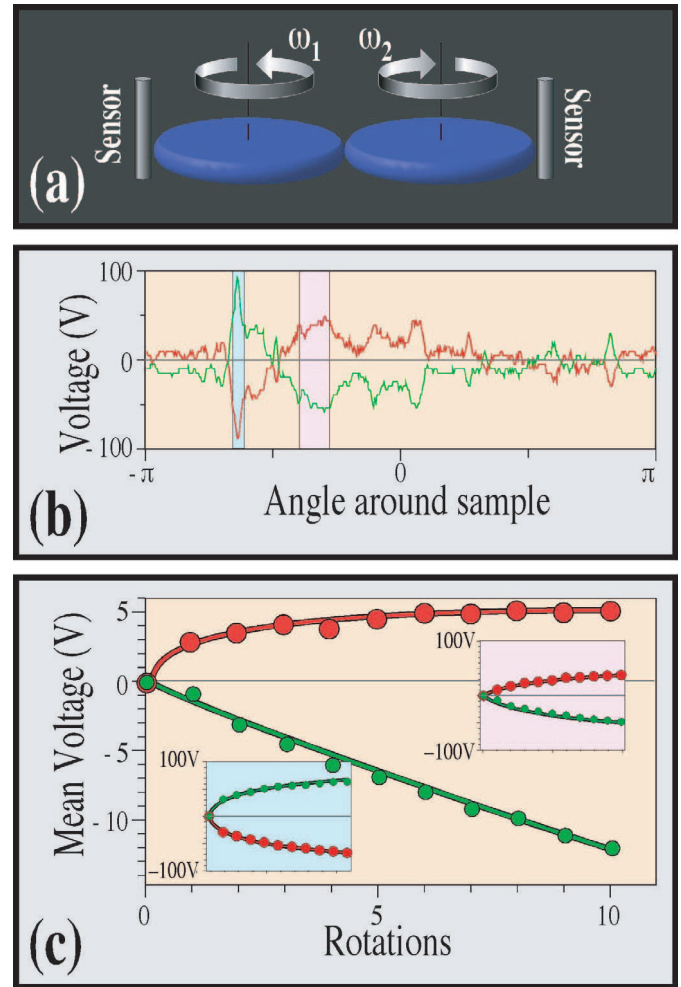 ω1 ω2
Sensor
Sensor
(a)
100
0
-100
Voltage (V)
-π 0 π
Angle around sample
(b)
5
0
-5
-10
Mean Voltage (V)
100V
-100V
100V
-100V
0 5 10
Rotations
(c)